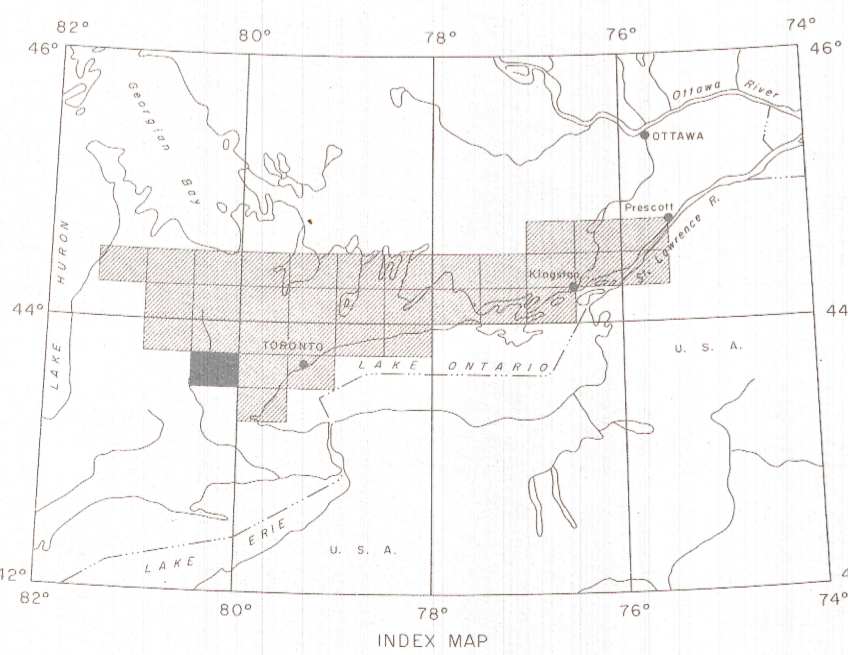 82°
80°
78°
76°
74°
46°
46°
Georgian Bay
Ottawa River
OTTAWA
Prescott
St. Lawrence R.
LAKE HURON
Kingston
44°
44
TORONTO
LAKE ONTARIO
U. S. A.
LAKE ERIE
U. S. A.
42°
4
82°
80°
78°
76°
74°
INDEX MAP